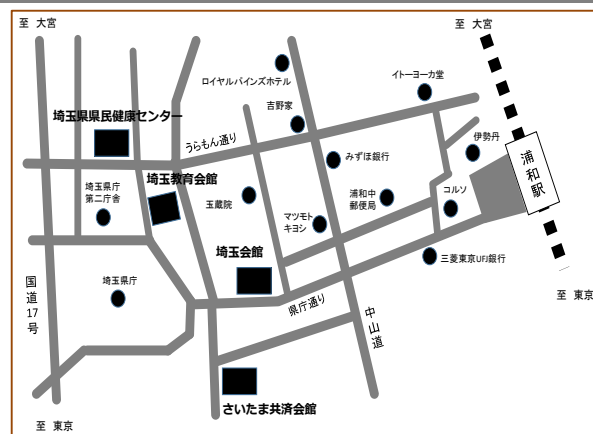 至 大宮
至 大宮
ロイヤルパインズホテル
イトーヨーカ堂
吉野家
埼玉県県民健康センター
うらもん通り
伊勢丹
みずほ銀行
浦和駅
埼玉教育会館
埼玉県庁
第二庁舎
玉蔵院
浦和中
郵便局
コルソ
マツモト
キヨシ
埼玉会館
三菱東京UFJ銀行
埼玉県庁
国道17号
県庁通り
中山道
至 東京
さいたま共済会館
至 東京